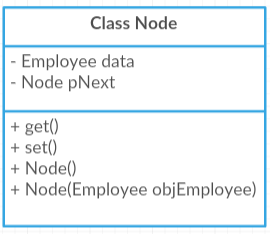 Class Node
- Employee data
- Node pNext
+ get()
+ set()
+ Node()
+ Node(Employee objEmployee)